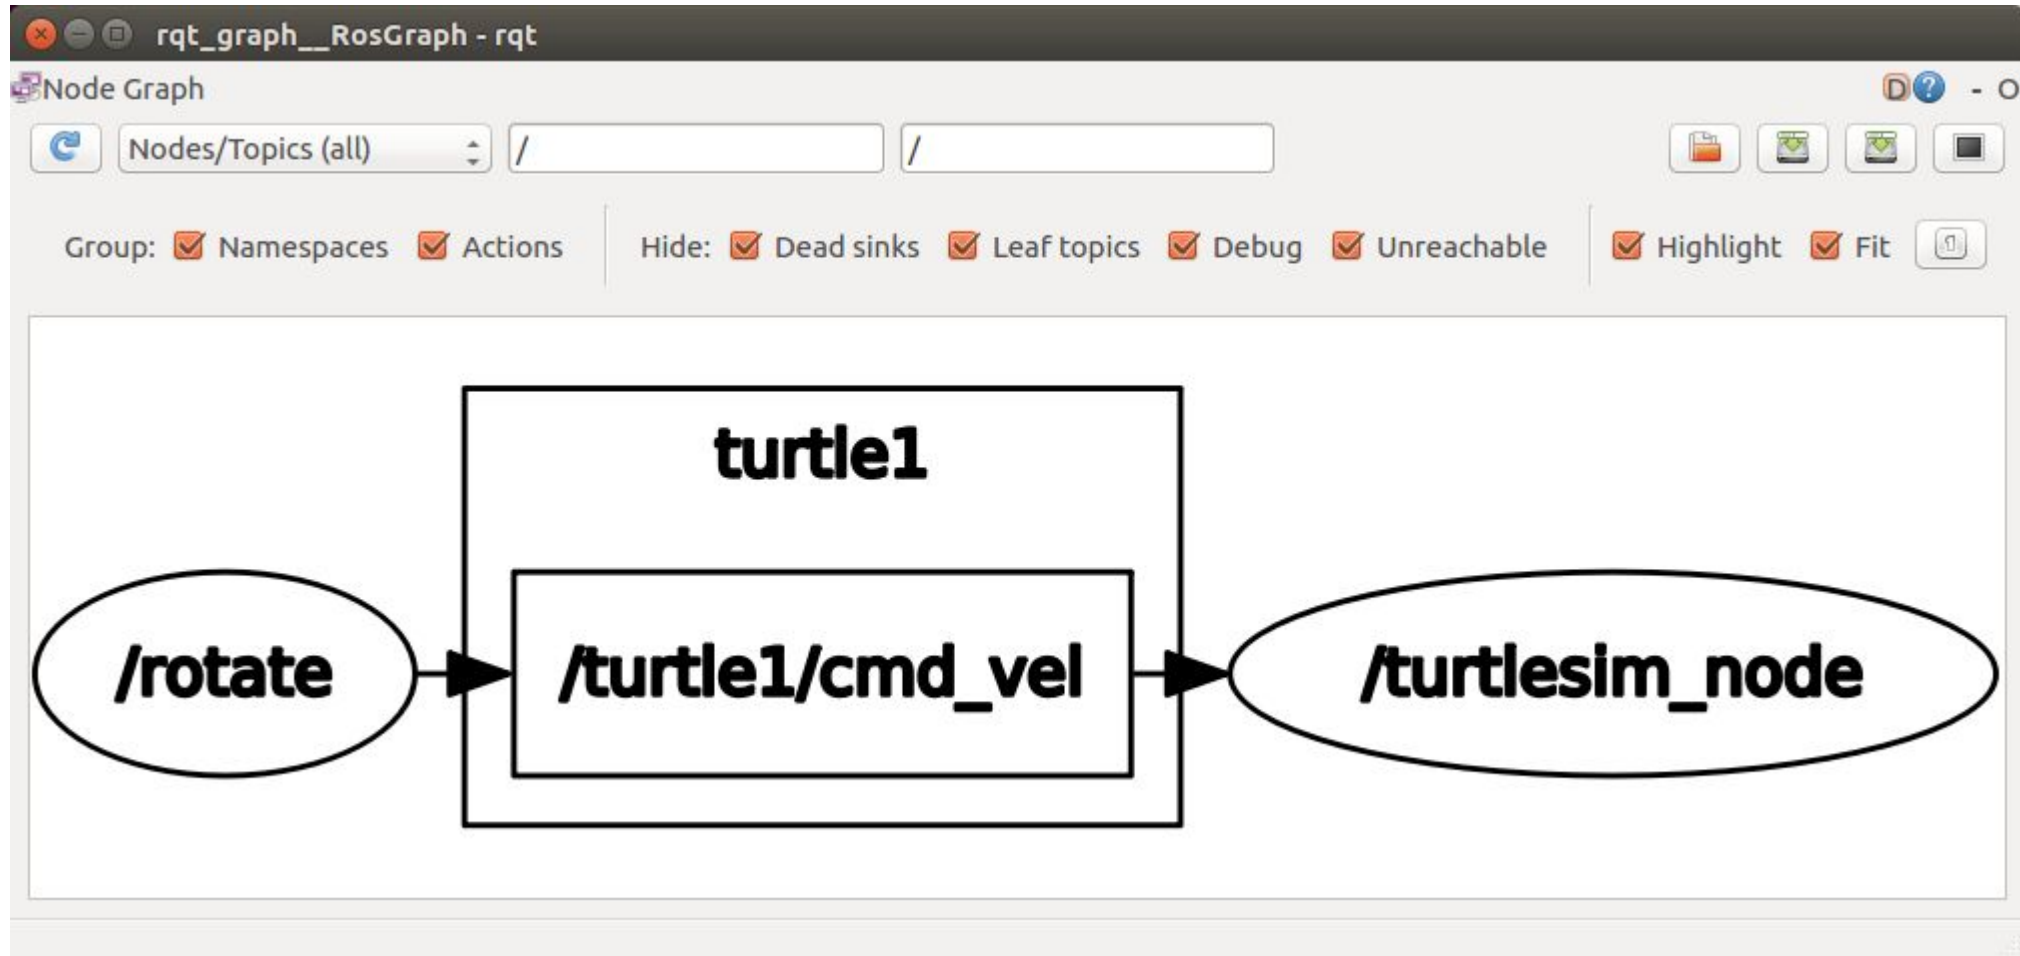 rqt_graph__RosGraph - rqt
Node Graph D ? - O
Nodes/Topics (all) / /
Group: Namespaces Actions Hide: Dead sinks Leaf topics Debug Unreachable Highlight Fit
turtle1
/rotate /turtle1/cmd_vel /turtlesim_node